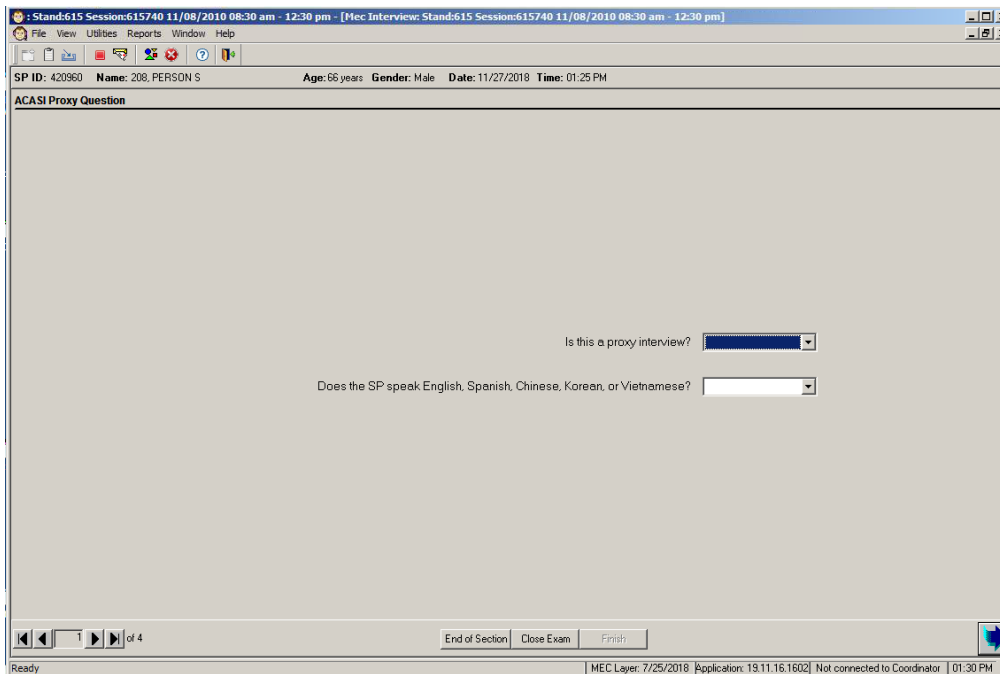 : Stand:615 Session:615740 11/08/2010 08:30 am - 12:30 pm - [Mec Interview: Stand:615 Session:615740 11/08/2010 08:30 am - 12:30 pm]
File View Utilities Reports Window Help
SP ID: 420960 Name: 208, PERSON S Age: 66 years Gender: Male Date: 11/27/2018 Time: 01:25 PM
ACASI Proxy Question
Is this a proxy interview?
Does the SP speak English, Spanish, Chinese, Korean, or Vietnamese?
1 of 4 End of Section Close Exam Finish
Ready MEC Layer: 7/25/2018 Application: 19.11.16.1602 Not connected to Coordinator 01:30 PM